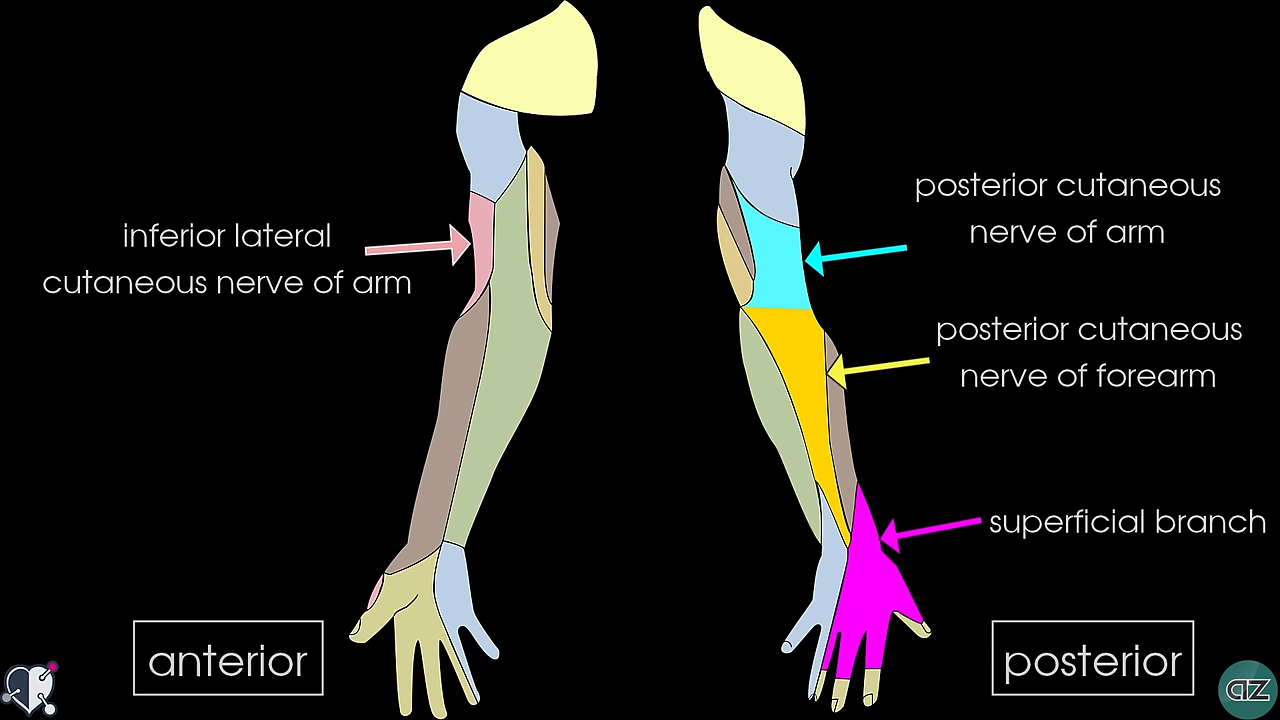 inferior lateral
cutaneous nerve of arm
posterior cutaneous
nerve of arm
posterior cutaneous
nerve of forearm
superficial branch
anterior
posterior
az